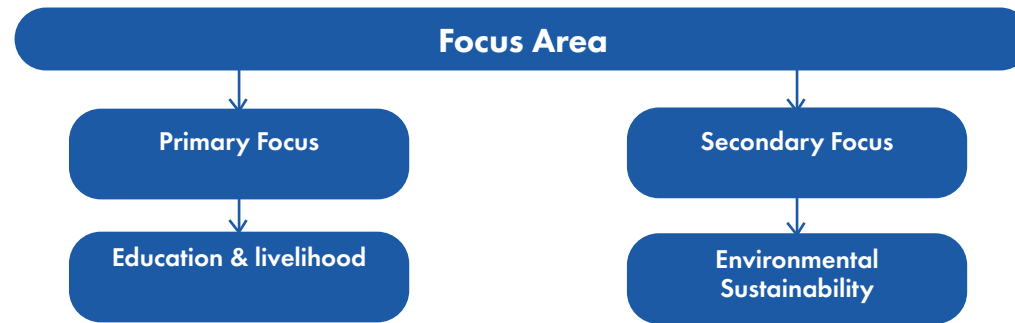 Focus Area
Primary Focus
Secondary Focus
Education & livelihood
Environmental
Sustainability